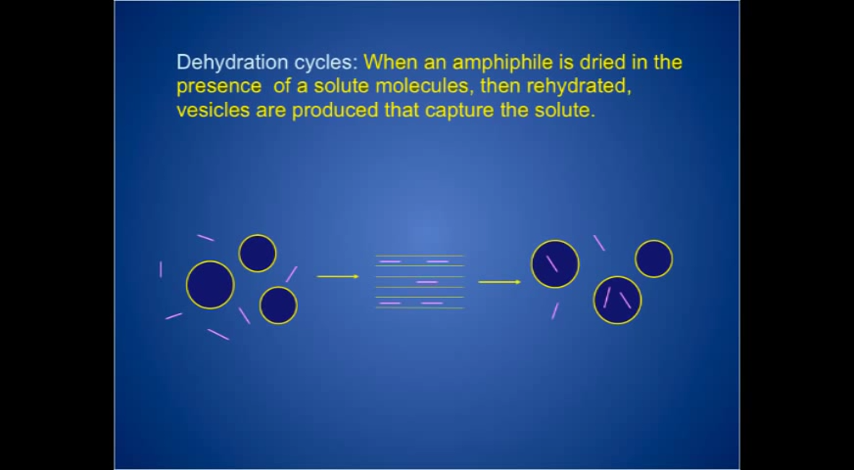 Dehydration cycles: When an amphiphile is dried in the
presence of a solute molecules, then rehydrated,
vesicles are produced that capture the solute.